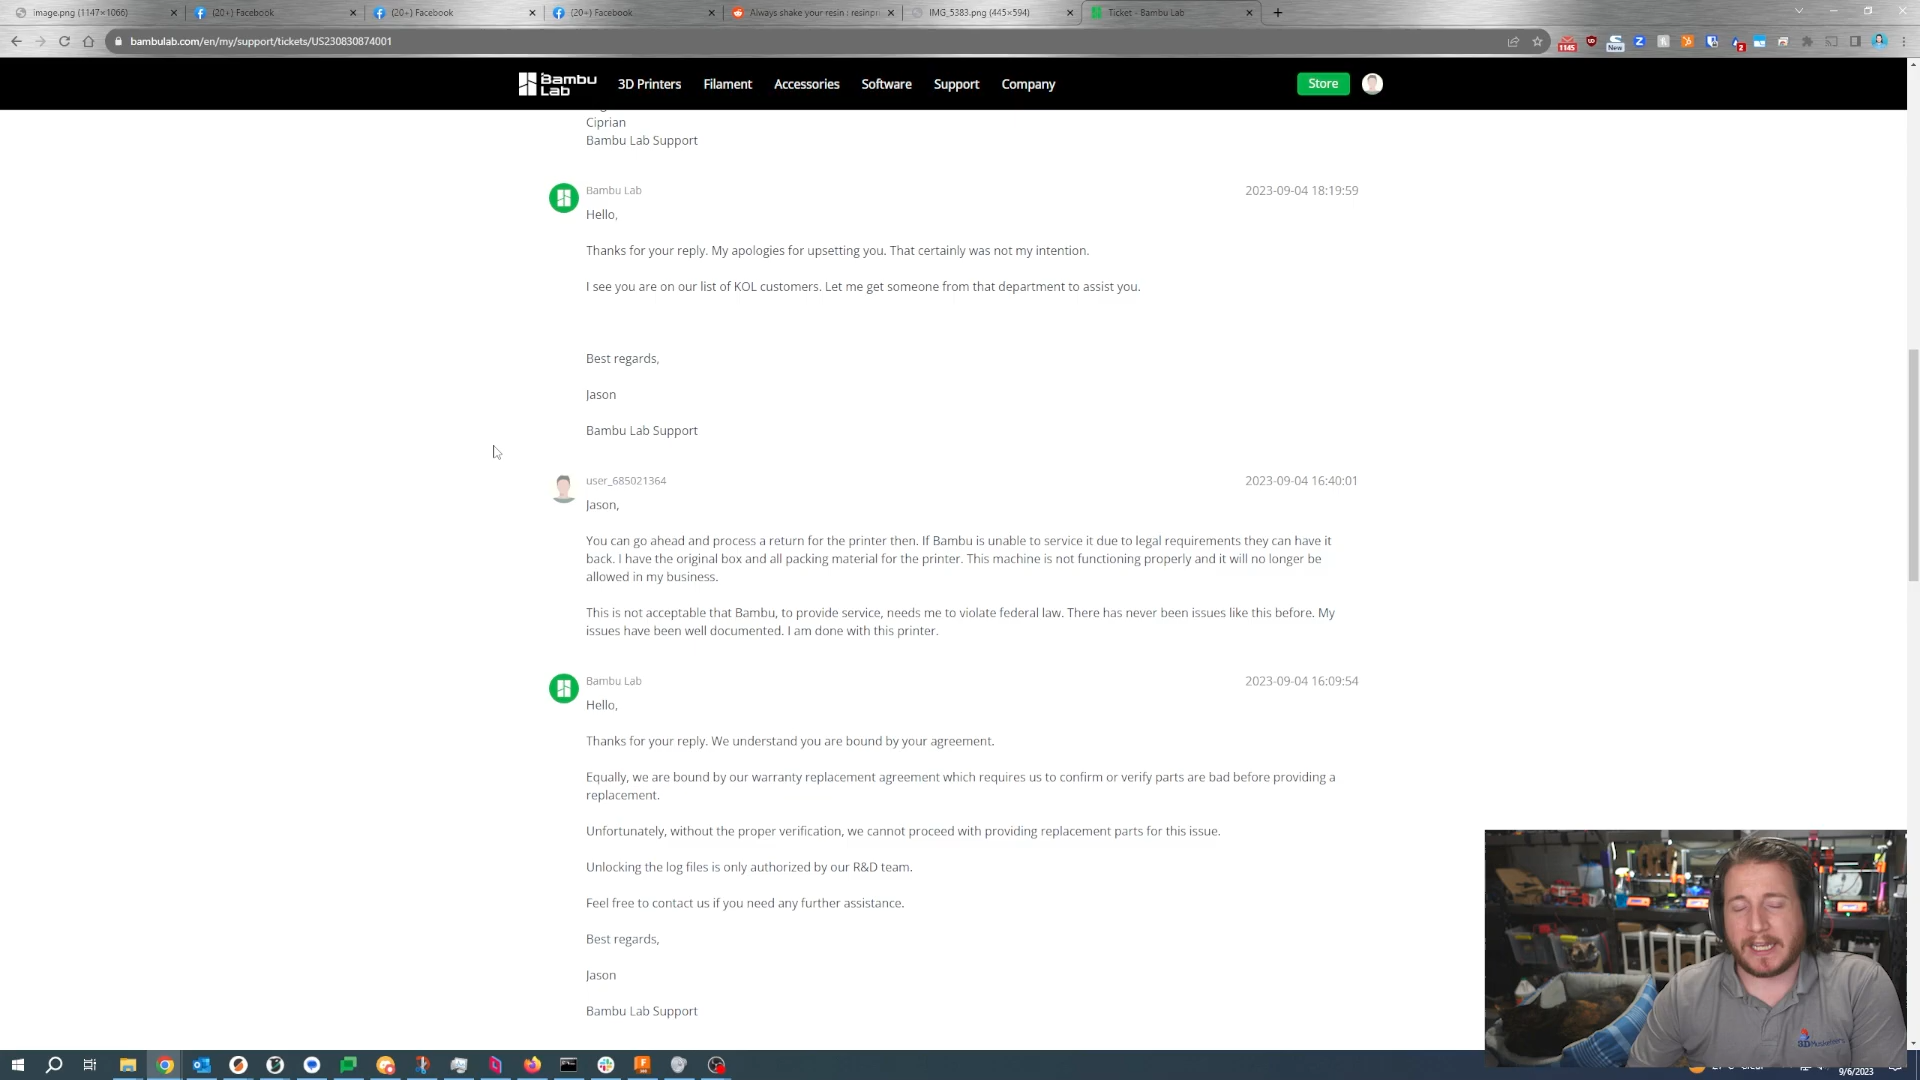 image.png (1147×1066)
(20+) Facebook
(20+) Facebook
(20+) Facebook
Always shake your resin : resinpri
IMG_5383.png (445×594)
Ticket - Bambu Lab
bambulab.com/en/my/support/tickets/US230830874001
1145
New
2
Bambu Lab
3D Printers
Filament
Accessories
Software
Support
Company
Store
Ciprian
Bambu Lab Support
Bambu Lab
2023-09-04 18:19:59
Hello,
Thanks for your reply. My apologies for upsetting you. That certainly was not my intention.
I see you are on our list of KOL customers. Let me get someone from that department to assist you.
Best regards,
Jason
Bambu Lab Support
user_685021364
2023-09-04 16:40:01
Jason,
You can go ahead and process a return for the printer then. If Bambu is unable to service it due to legal requirements they can have it
back. I have the original box and all packing material for the printer. This machine is not functioning properly and it will no longer be
allowed in my business.
This is not acceptable that Bambu, to provide service, needs me to violate federal law. There has never been issues like this before. My
issues have been well documented. I am done with this printer.
Bambu Lab
2023-09-04 16:09:54
Hello,
Thanks for your reply. We understand you are bound by your agreement.
Equally, we are bound by our warranty replacement agreement which requires us to confirm or verify parts are bad before providing a
replacement.
Unfortunately, without the proper verification, we cannot proceed with providing replacement parts for this issue.
Unlocking the log files is only authorized by our R&D team.
Feel free to contact us if you need any further assistance.
Best regards,
Jason
Bambu Lab Support
3DMusketeers
9/6/2023